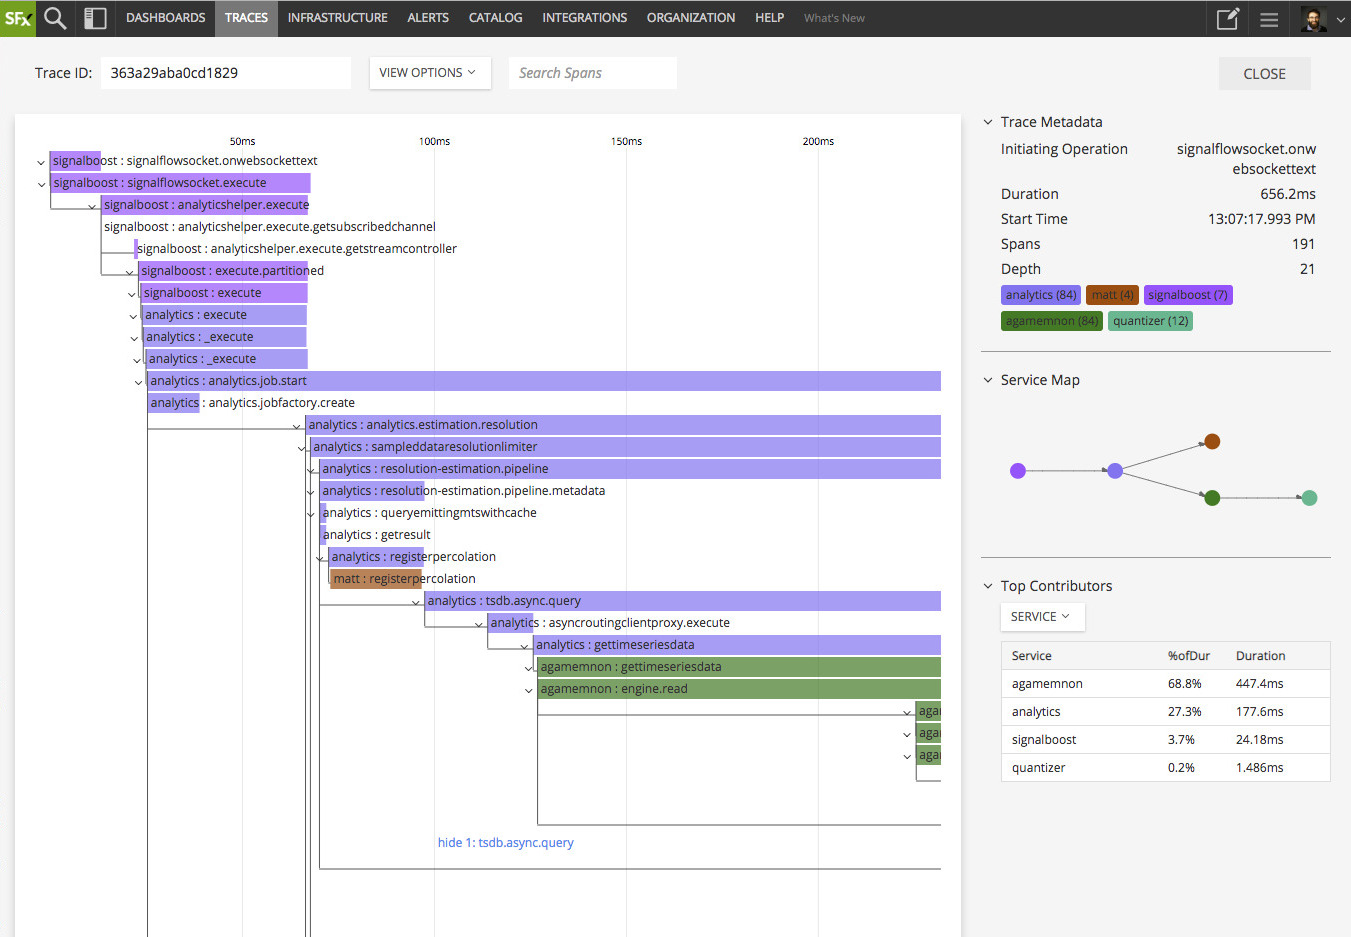 SFx DASHBOARDS TRACES INFRASTRUCTURE ALERTS CATALOG INTEGRATIONS ORGANIZATION HELP What's New
Trace ID: 363a29aba0cd1829 VIEW OPTIONS Search Spans CLOSE
50ms 100ms 150ms 200ms
signalboost : signalflowsocket.onwebsockettext
signalboost : signalflowsocket.execute
signalboost : analyticshelper.execute
signalboost : analyticshelper.execute.getsubscribedchannel
signalboost : analyticshelper.execute.getstreamcontroller
signalboost : execute.partitioned
signalboost : execute
analytics : execute
analytics : _execute
analytics : _execute
analytics : analytics.job.start
analytics : analytics.jobfactory.create
analytics : analytics.estimation.resolution
analytics : sampleddataresolutionlimiter
analytics : resolution-estimation.pipeline
analytics : resolution-estimation.pipeline.metadata
analytics : queryemittingmtswithcache
analytics : getresult
analytics : registerpercolation
matt : registerpercolation
analytics : tsdb.async.query
analytics : asyncroutingclientproxy.execute
analytics : gettimeseriesdata
agamemnon : gettimeseriesdata
agamemnon : engine.read
aga
aga
aga
hide 1: tsdb.async.query
Trace Metadata
Initiating Operation signalflowsocket.onw
ebsockettext
Duration 656.2ms
Start Time 13:07:17.993 PM
Spans 191
Depth 21
analytics (84) matt (4) signalboost (7)
agamemnon (84) quantizer (12)
Service Map
Top Contributors
SERVICE
Service %ofDur Duration
agamemnon 68.8% 447.4ms
analytics 27.3% 177.6ms
signalboost 3.7% 24.18ms
quantizer 0.2% 1.486ms